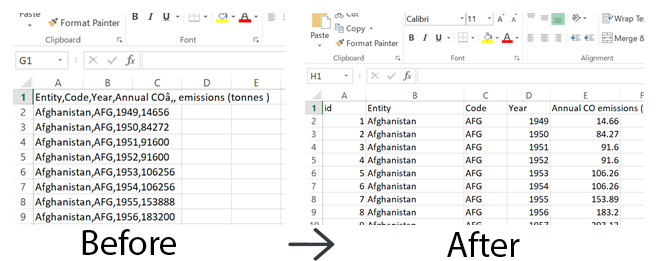 Paste
Format Painter
B I U
Clipboard
Font
G1
fx
A B C D E
1 Entity,Code,Year,Annual COâ‚‚ emissions (tonnes )
2 Afghanistan,AFG,1949,14656
3 Afghanistan,AFG,1950,84272
4 Afghanistan,AFG,1951,91600
5 Afghanistan,AFG,1952,91600
6 Afghanistan,AFG,1953,106256
7 Afghanistan,AFG,1954,106256
8 Afghanistan,AFG,1955,153888
9 Afghanistan,AFG,1956,183200
Before
Cut
Copy
Paste
Format Painter
Calibri 11 A A
B I U A
Wrap Tex
Merge &
Clipboard
Font
Alignment
H1
fx
A B C D E
1 id Entity Code Year Annual CO emissions (
2 1 Afghanistan AFG 1949 14.66
3 2 Afghanistan AFG 1950 84.27
4 3 Afghanistan AFG 1951 91.6
5 4 Afghanistan AFG 1952 91.6
6 5 Afghanistan AFG 1953 106.26
7 6 Afghanistan AFG 1954 106.26
8 7 Afghanistan AFG 1955 153.89
9 8 Afghanistan AFG 1956 183.2
After